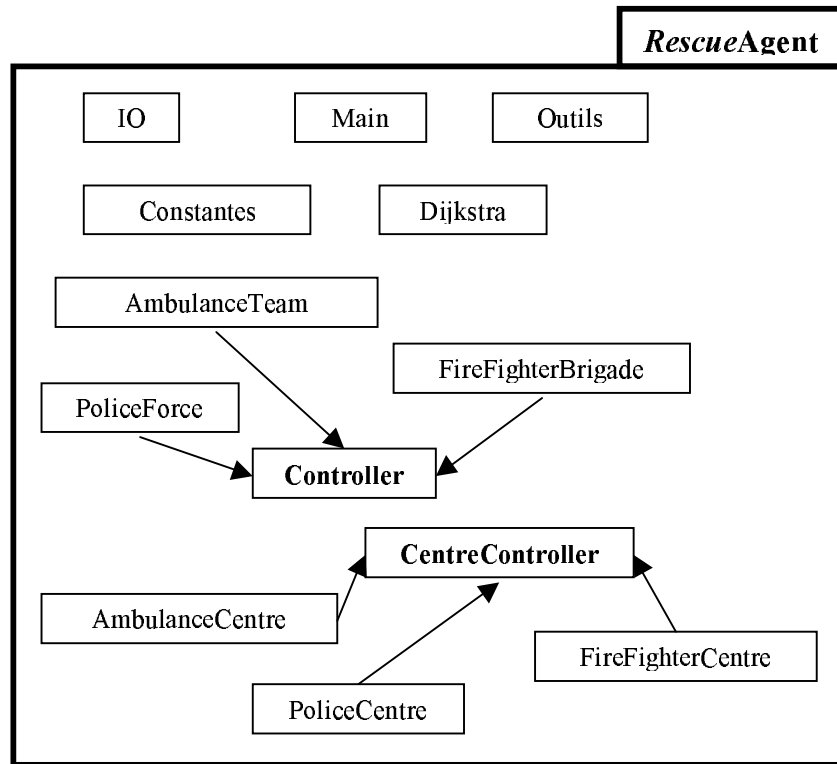 RescueAgent
IO
Main
Outils
Constantes
Dijkstra
AmbulanceTeam
FireFighterBrigade
PoliceForce
Controller
CentreController
AmbulanceCentre
FireFighterCentre
PoliceCentre